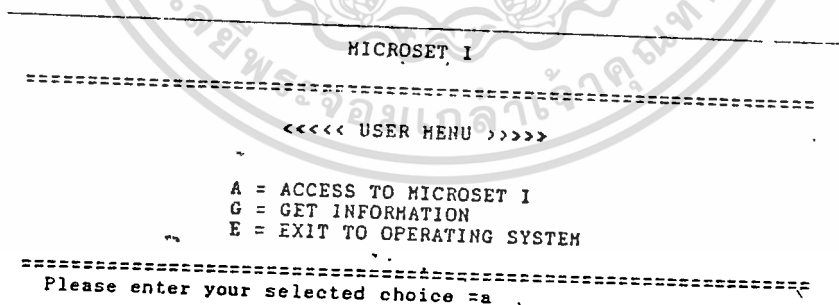 MICROSET I
================================================================
<<<<< USER MENU >>>>>
A = ACCESS TO MICROSET I
G = GET INFORMATION
E = EXIT TO OPERATING SYSTEM
================================================================
Please enter your selected choice =a